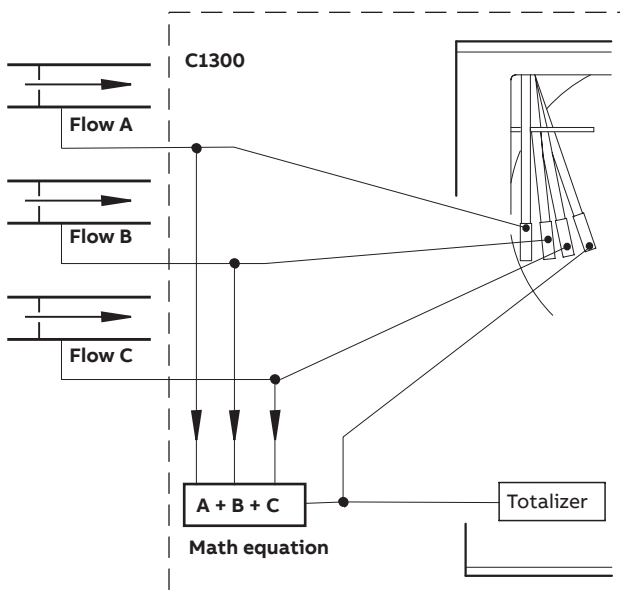 C1300
Flow A
Flow B
Flow C
A + B + C
Totalizer
Math equation